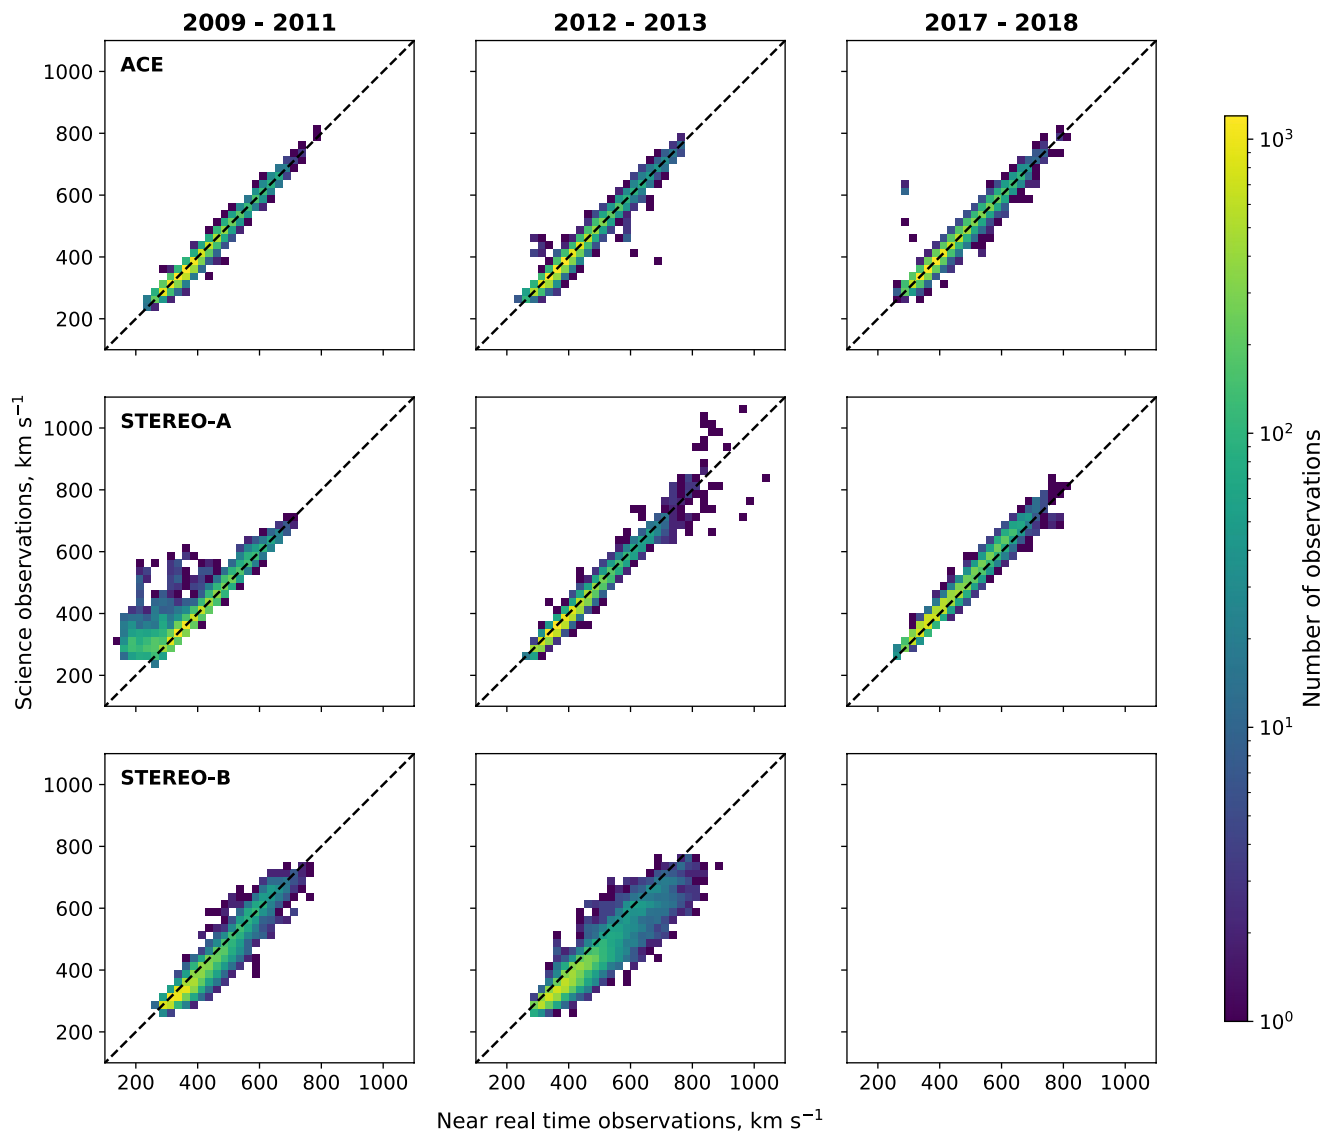 2009 - 2011 2012 - 2013 2017 - 2018
ACE
1000
800
600
400
200
STEREO-A
1000
800
600
400
200
STEREO-B
1000
800
600
400
200
200 400 600 800 1000 200 400 600 800 1000 200 400 600 800 1000
Science observations, km s⁻¹
Near real time observations, km s⁻¹
10³
10²
10¹
10⁰
Number of observations